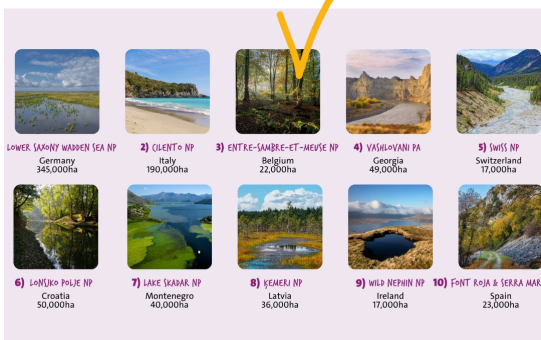 LOWER SAXONY WADDEN SEA NP
Germany
345,000ha
2) CILENTO NP
Italy
190,000ha
3) ENTRE-SAMBRE-ET-MEUSE NP
Belgium
22,000ha
4) VASHLOVANI PA
Georgia
49,000ha
5) SWISS NP
Switzerland
17,000ha
6) LONSJKO POLJE NP
Croatia
50,000ha
7) LAKE SKADAR NP
Montenegro
40,000ha
8) ĶEMERI NP
Latvia
36,000ha
9) WILD NEPHIN NP
Ireland
17,000ha
10) FONT ROJA & SERRA MAR
Spain
23,000ha